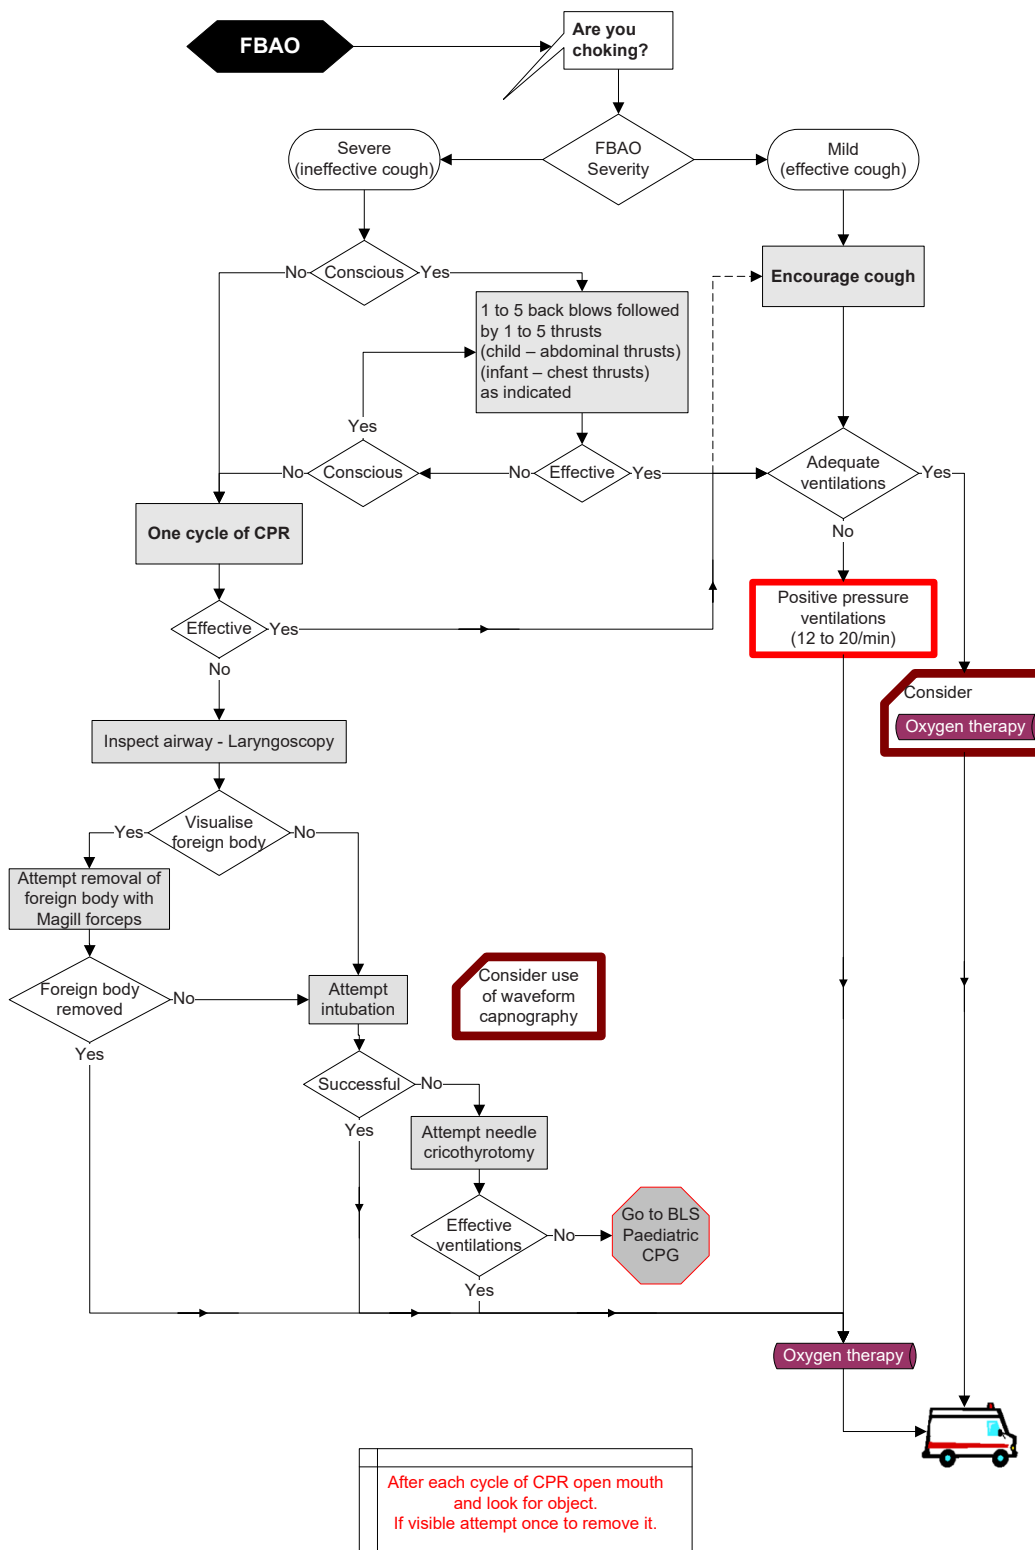 FBAO
Are you
choking?
FBAO
Severity
Severe
(ineffective cough)
Mild
(effective cough)
No
Conscious
Yes
Encourage cough
1 to 5 back blows followed
by 1 to 5 thrusts
(child – abdominal thrusts)
(infant – chest thrusts)
as indicated
Yes
No
Conscious
No
Effective
Yes
Adequate
ventilations
Yes
No
One cycle of CPR
Effective
Yes
No
Positive pressure
ventilations
(12 to 20/min)
Consider
Oxygen therapy
Inspect airway - Laryngoscopy
Yes
Visualise
foreign body
No
Attempt removal of
foreign body with
Magill forceps
Foreign body
removed
No
Yes
Attempt
intubation
Consider use
of waveform
capnography
Successful
No
Yes
Attempt needle
cricothyrotomy
Effective
ventilations
No
Yes
Go to BLS
Paediatric
CPG
Oxygen therapy
After each cycle of CPR open mouth
and look for object.
If visible attempt once to remove it.